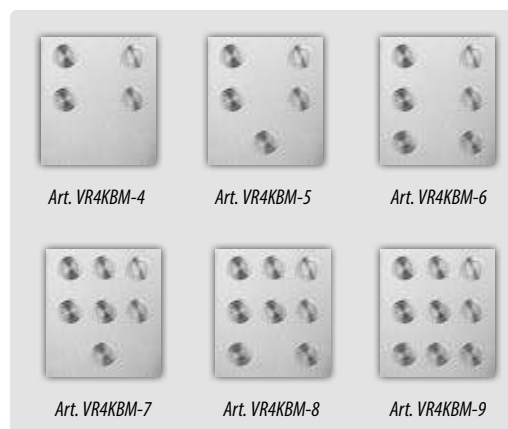 Art. VR4KBM-4
Art. VR4KBM-5
Art. VR4KBM-6
Art. VR4KBM-7
Art. VR4KBM-8
Art. VR4KBM-9